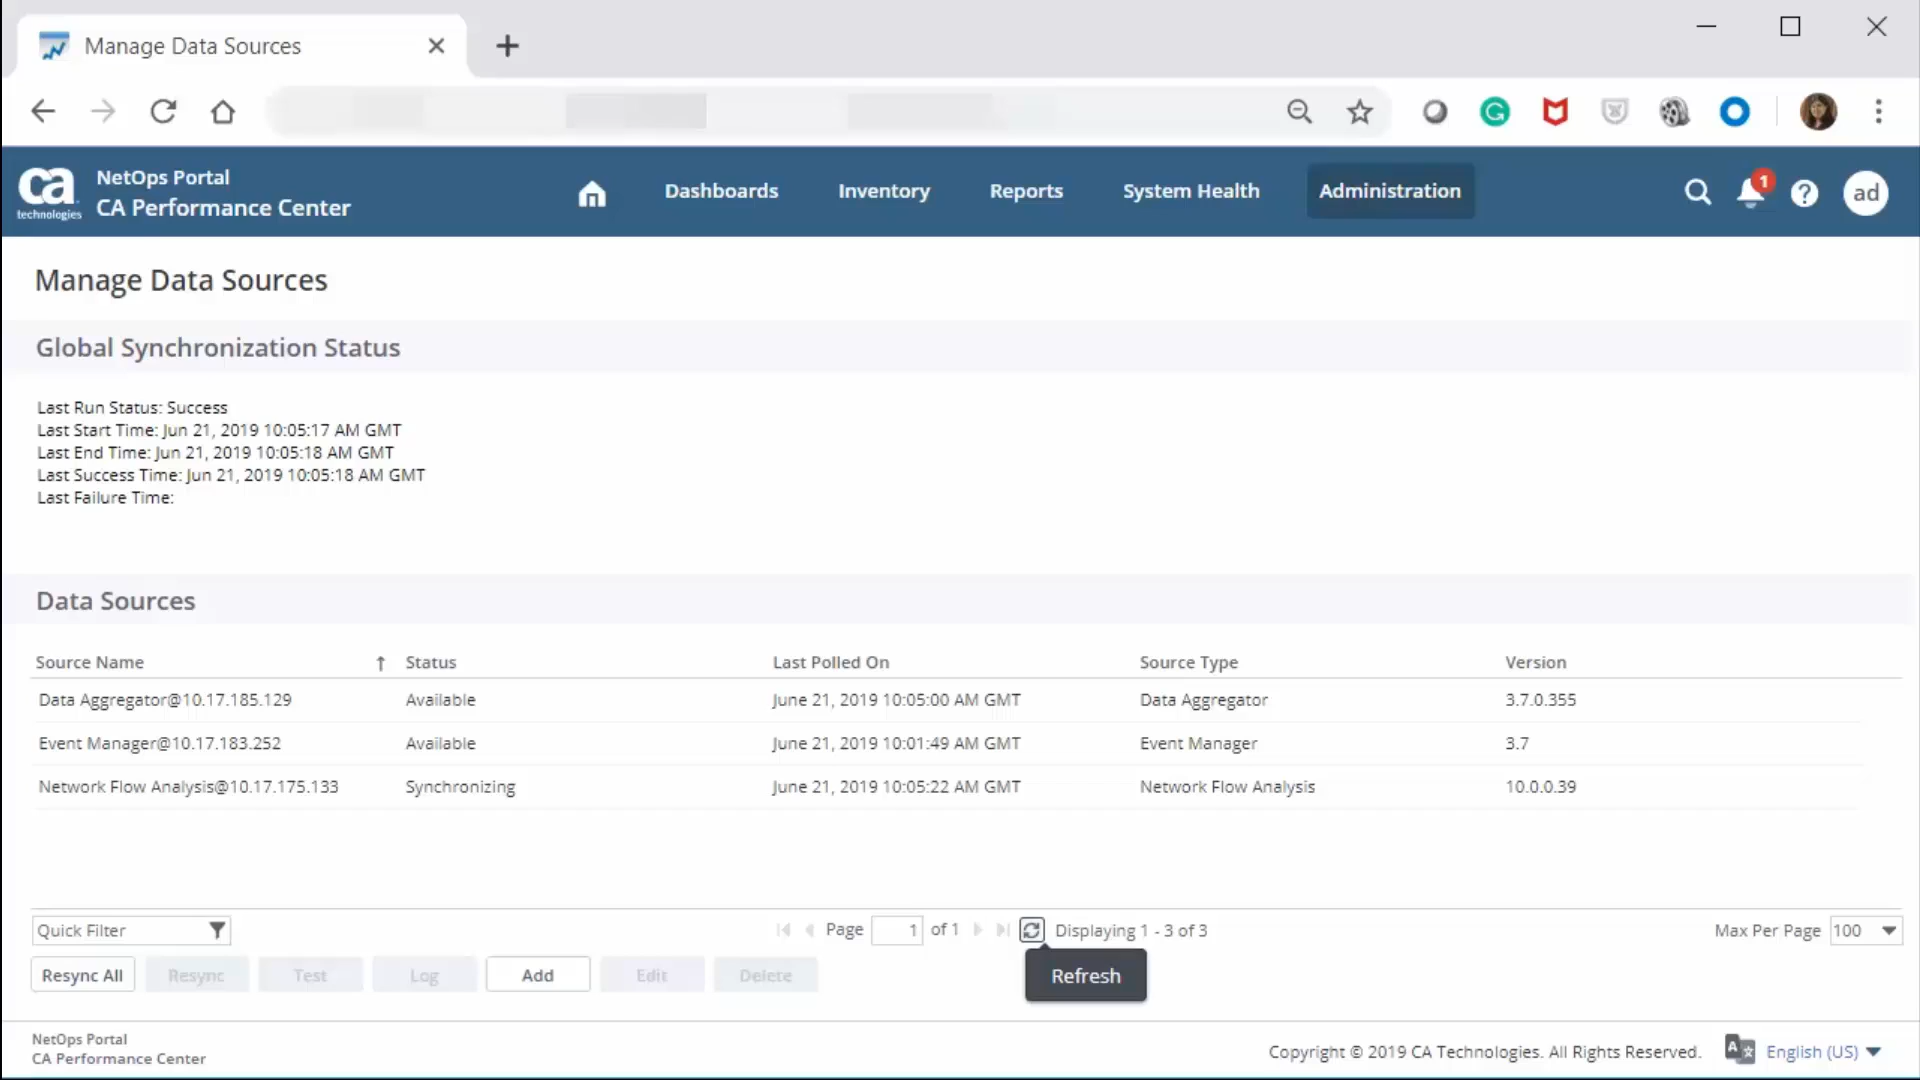 Manage Data Sources
ca
technologies
NetOps Portal
CA Performance Center
Dashboards
Inventory
Reports
System Health
Administration
1
?
ad
Manage Data Sources
Global Synchronization Status
Last Run Status: Success
Last Start Time: Jun 21, 2019 10:05:17 AM GMT
Last End Time: Jun 21, 2019 10:05:18 AM GMT
Last Success Time: Jun 21, 2019 10:05:18 AM GMT
Last Failure Time:
Data Sources
Source Name ↑ Status Last Polled On Source Type Version
Data Aggregator@10.17.185.129 Available June 21, 2019 10:05:00 AM GMT Data Aggregator 3.7.0.355
Event Manager@10.17.183.252 Available June 21, 2019 10:01:49 AM GMT Event Manager 3.7
Network Flow Analysis@10.17.175.133 Synchronizing June 21, 2019 10:05:22 AM GMT Network Flow Analysis 10.0.0.39
Quick Filter Page 1 of 1 Displaying 1 - 3 of 3 Max Per Page 100
Resync All Resync Test Log Add Edit Delete Refresh
NetOps Portal
CA Performance Center
Copyright © 2019 CA Technologies. All Rights Reserved. English (US)